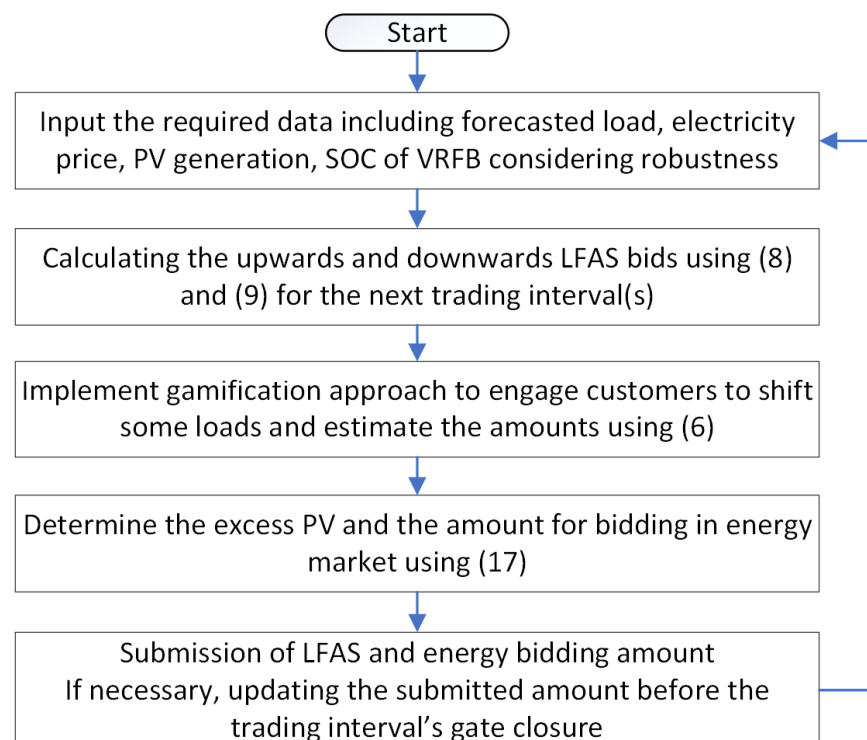 Start
Input the required data including forecasted load, electricity
price, PV generation, SOC of VRFB considering robustness
Calculating the upwards and downwards LFAS bids using (8)
and (9) for the next trading interval(s)
Implement gamification approach to engage customers to shift
some loads and estimate the amounts using (6)
Determine the excess PV and the amount for bidding in energy
market using (17)
Submission of LFAS and energy bidding amount
If necessary, updating the submitted amount before the
trading interval’s gate closure